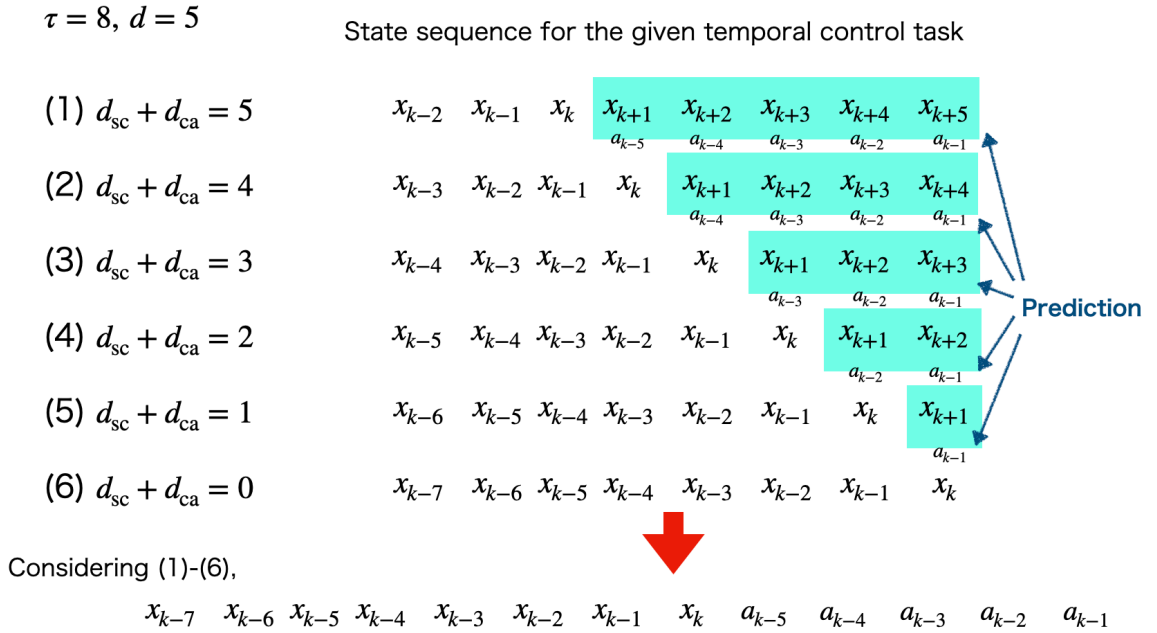 τ = 8, d = 5
State sequence for the given temporal control task
(1) d_sc + d_ca = 5 x_{k−2} x_{k−1} x_k x_{k+1} x_{k+2} x_{k+3} x_{k+4} x_{k+5}
a_{k−5} a_{k−4} a_{k−3} a_{k−2} a_{k−1}
(2) d_sc + d_ca = 4 x_{k−3} x_{k−2} x_{k−1} x_k x_{k+1} x_{k+2} x_{k+3} x_{k+4}
a_{k−4} a_{k−3} a_{k−2} a_{k−1}
(3) d_sc + d_ca = 3 x_{k−4} x_{k−3} x_{k−2} x_{k−1} x_k x_{k+1} x_{k+2} x_{k+3}
a_{k−3} a_{k−2} a_{k−1}
Prediction
(4) d_sc + d_ca = 2 x_{k−5} x_{k−4} x_{k−3} x_{k−2} x_{k−1} x_k x_{k+1} x_{k+2}
a_{k−2} a_{k−1}
(5) d_sc + d_ca = 1 x_{k−6} x_{k−5} x_{k−4} x_{k−3} x_{k−2} x_{k−1} x_k x_{k+1}
a_{k−1}
(6) d_sc + d_ca = 0 x_{k−7} x_{k−6} x_{k−5} x_{k−4} x_{k−3} x_{k−2} x_{k−1} x_k
Considering (1)-(6),
x_{k−7} x_{k−6} x_{k−5} x_{k−4} x_{k−3} x_{k−2} x_{k−1} x_k a_{k−5} a_{k−4} a_{k−3} a_{k−2} a_{k−1}